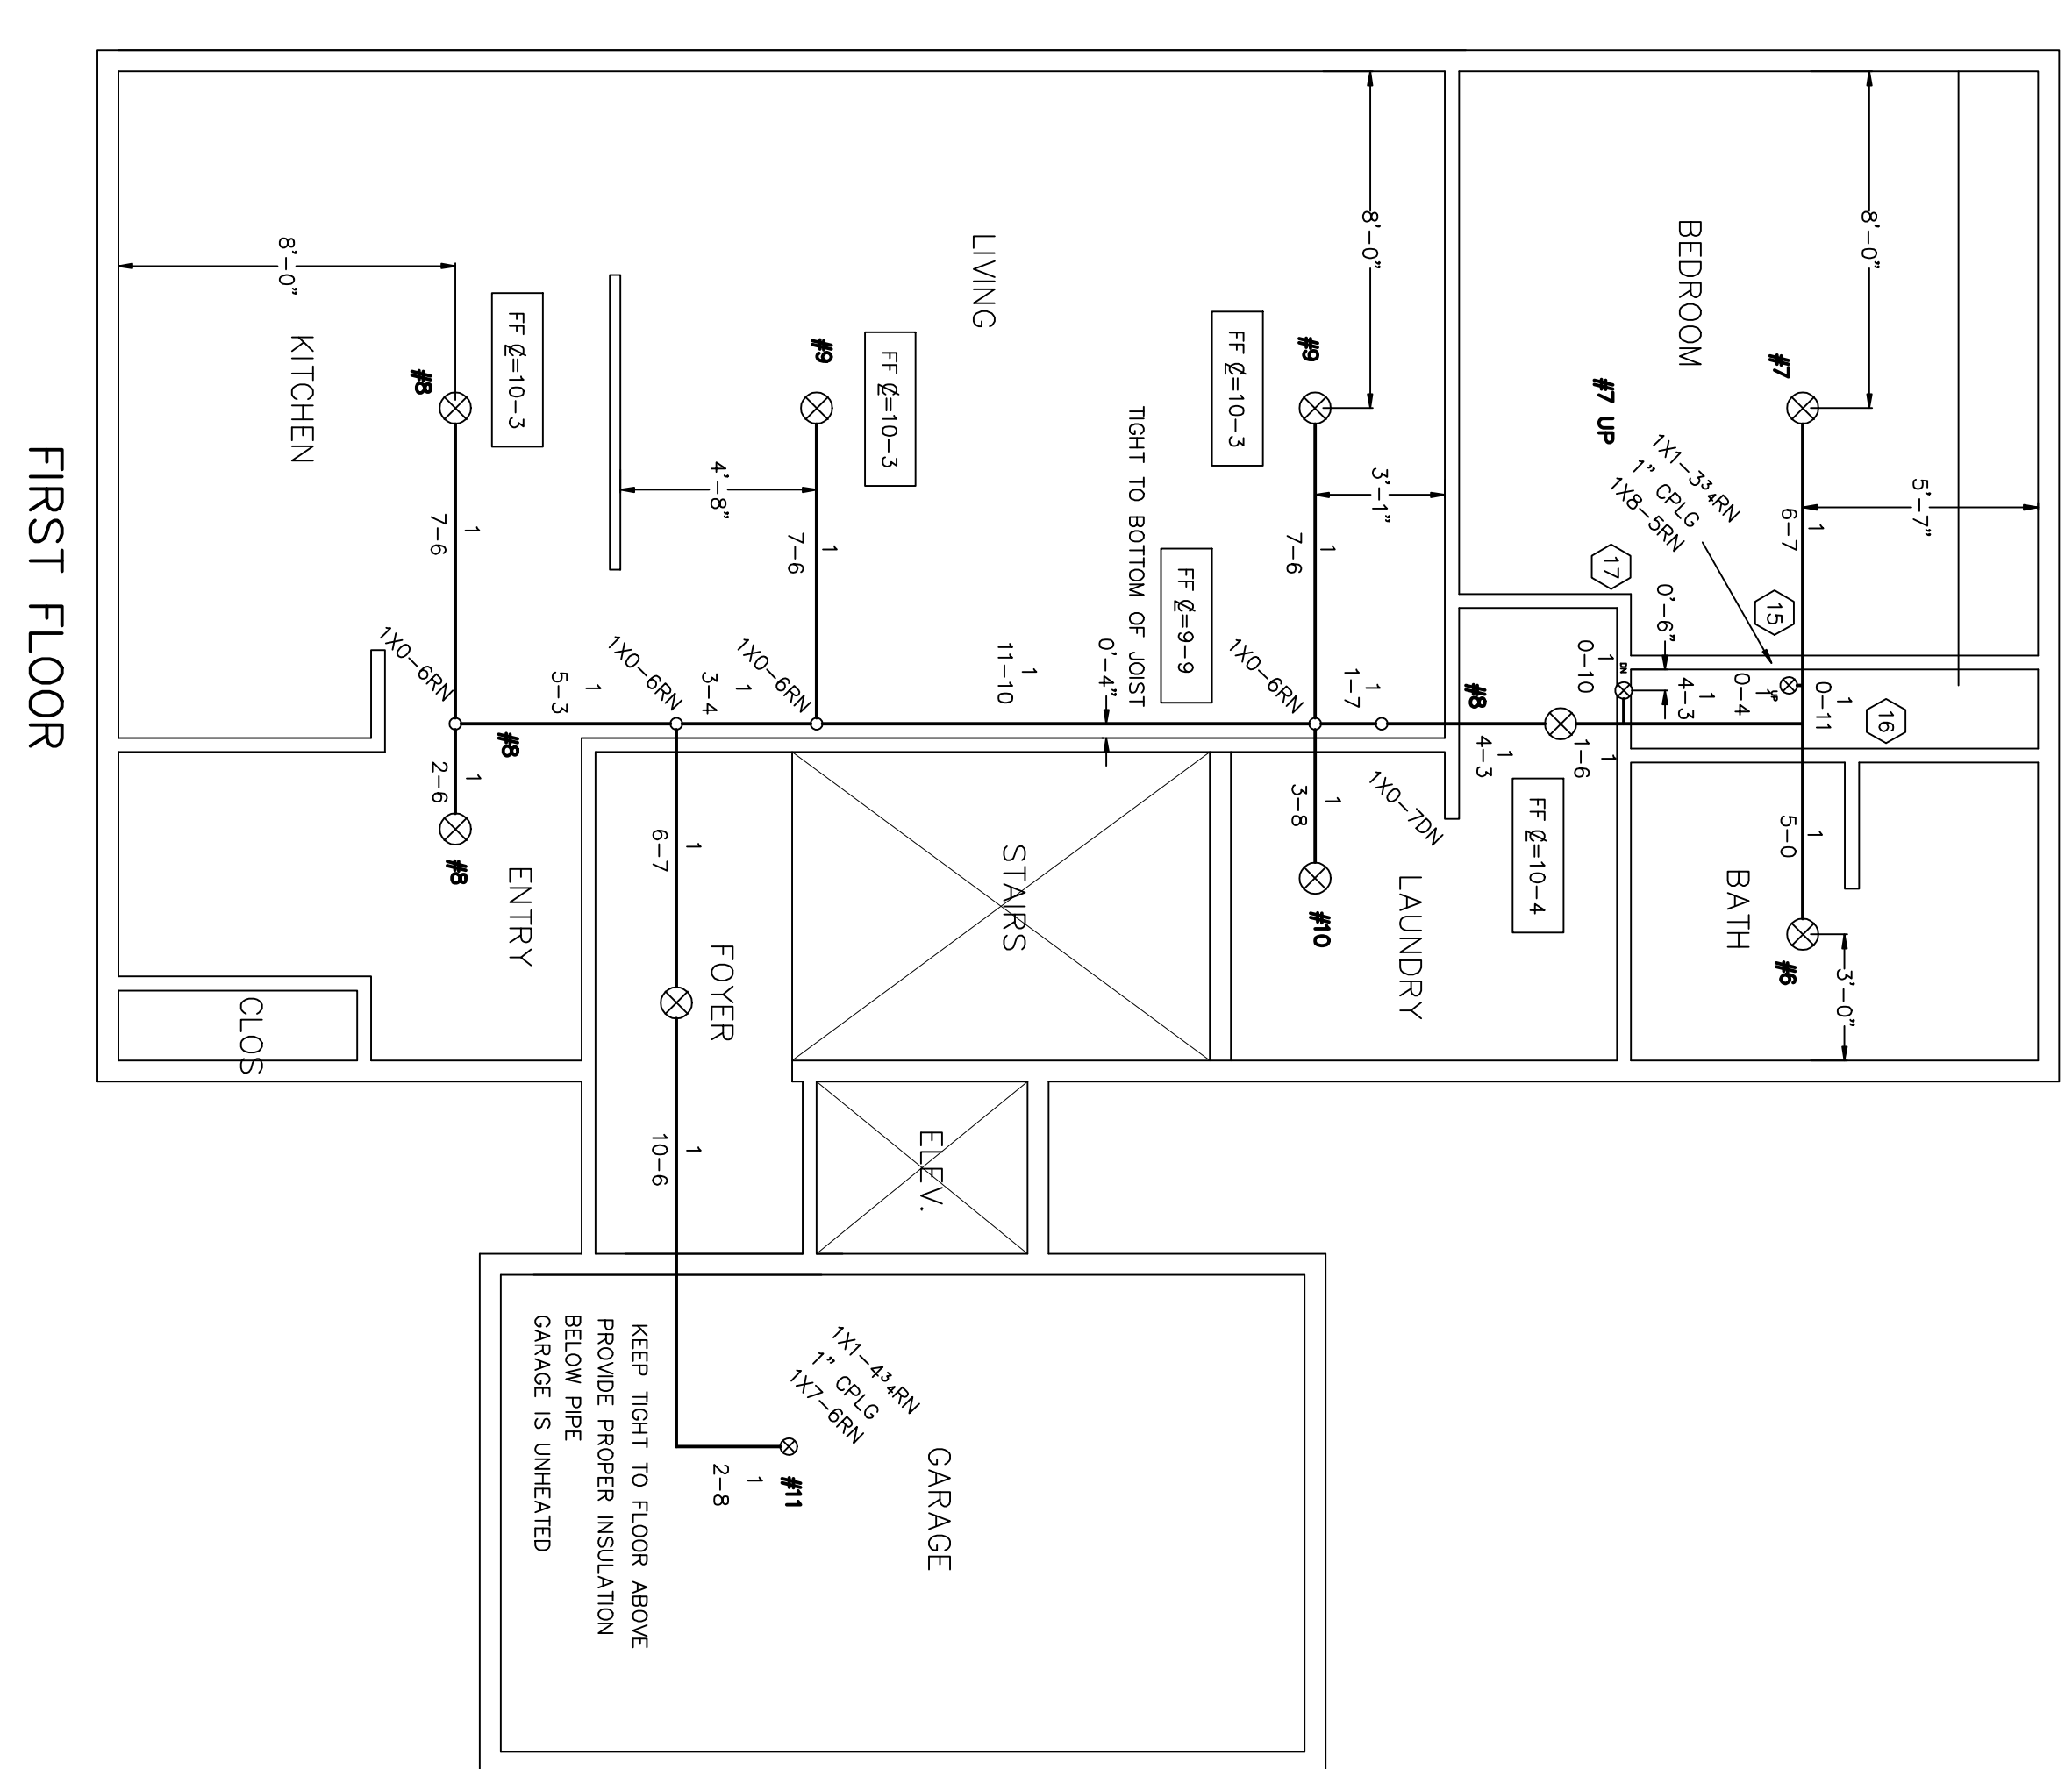 FIRST FLOOR
8'-0"
KITCHEN
#8
FF ₵=10-3
7-6
1
1X0-6RN
2-6
1
#8
#8
ENTRY
CLOS
5-3
1
1X0-6RN
3-4
1
6-7
1
FOYER
10-6
1
4'-8"
#9
FF ₵=10-3
7-6
1
1X0-6RN
LIVING
11-10
1
0'-4"
TIGHT TO BOTTOM OF JOIST
FF ₵=9-9
STAIRS
ELEV.
8'-0"
#9
FF ₵=10-3
3'-1"
7-6
1
1X0-6RN
1-7
1
3-8
1
#10
1X0-7DN
LAUNDRY
#8
4-3
1
1-6
1
FF ₵=10-4
BEDROOM
8'-0"
#7
#7 UP
1X1-3¾RN
1" CPLG
1X8-5RN
6-7
1
5'-7"
17
15
16
0'-6"
0-10
1
DN
4-3
1
0-4
1
UP
0-11
1
5-0
1
BATH
#6
3'-0"
1X1-4¾RN
1" CPLG
1X7-6RN
#11
2-8
1
GARAGE
KEEP TIGHT TO FLOOR ABOVE
PROVIDE PROPER INSULATION
BELOW PIPE
GARAGE IS UNHEATED